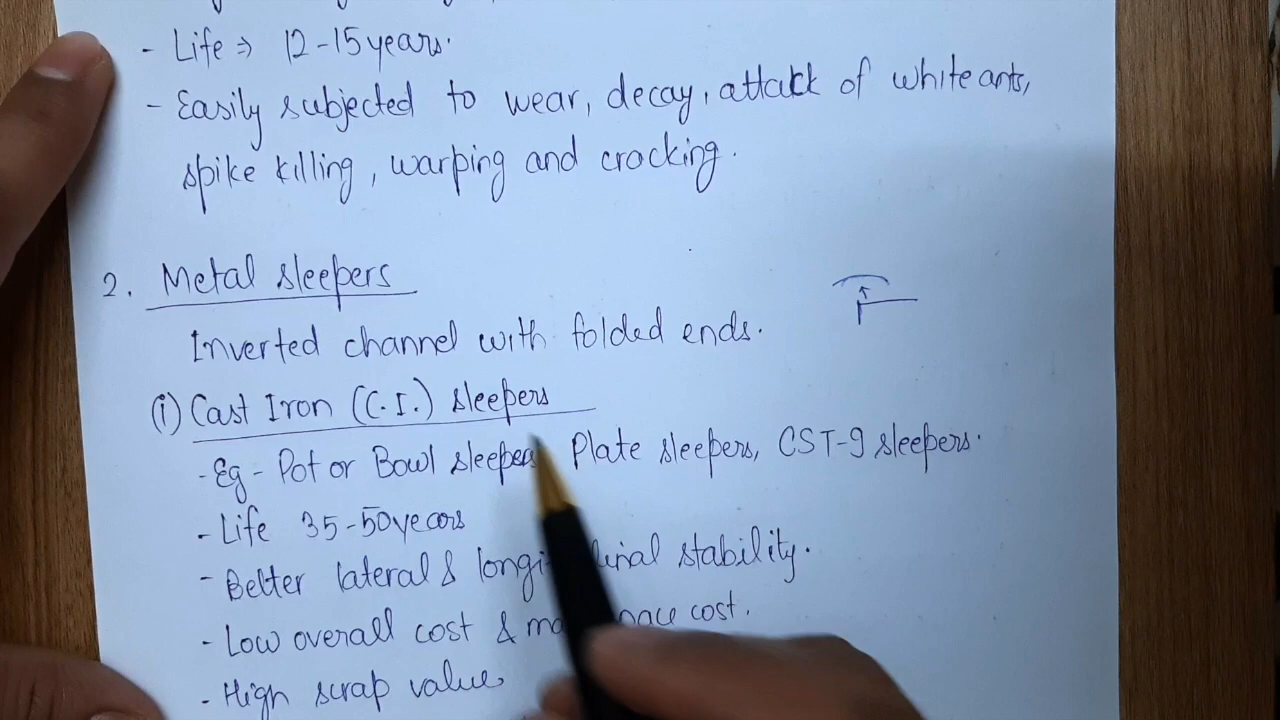 - Life ⇒ 12-15 years.
- Easily subjected to wear, decay, attack of white ants,
spike killing, warping and cracking.
2. Metal sleepers
Inverted channel with folded ends.
(i) Cast Iron (C.I.) sleepers
- Eg - Pot or Bowl sleepers Plate sleepers, CST-9 sleepers.
- Life 35-50 years
- Better lateral & stability.
- Low overall cost & cost.
- High scrap value.